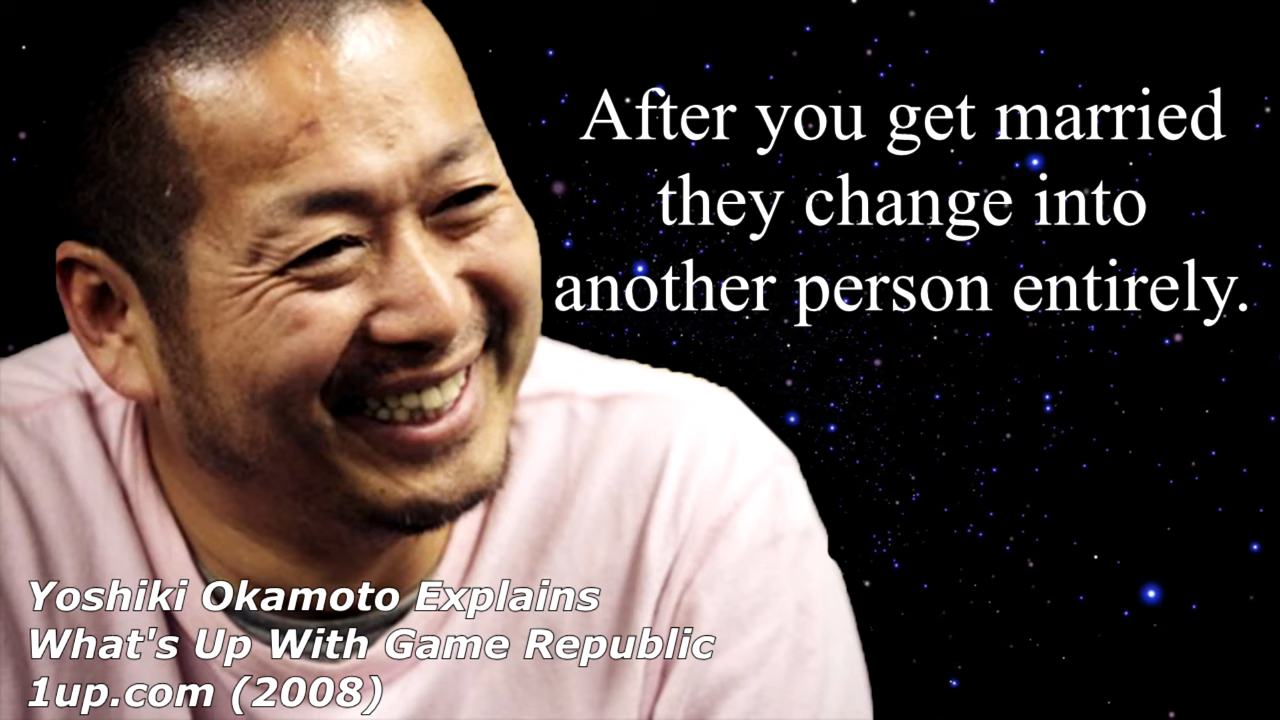 After you get married
they change into
another person entirely.
Yoshiki Okamoto Explains
What's Up With Game Republic
1up.com (2008)